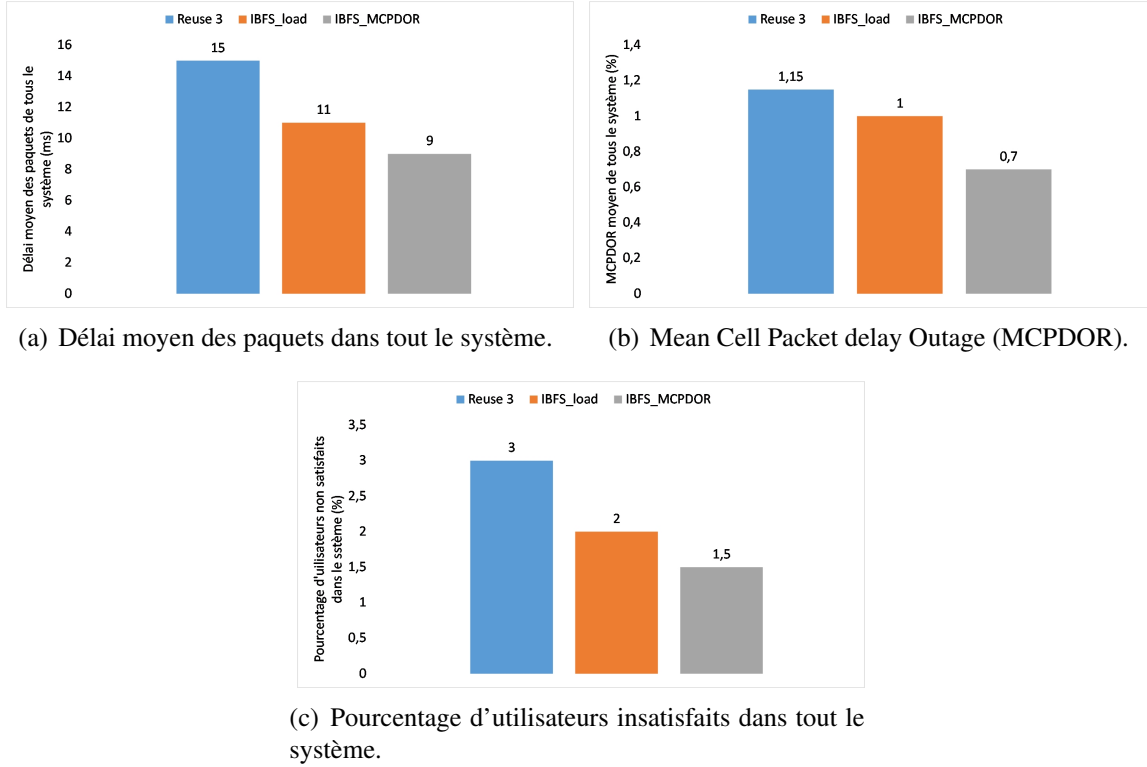 Reuse 3 IBFS_load IBFS_MCPDOR
Délai moyen des paquets de tous le
système (ms)
16
14
12
10
8
6
4
2
0
15
11
9
(a) Délai moyen des paquets dans tout le système.
Reuse 3 IBFS_load IBFS_MCPDOR
MCPDOR moyen de tous le système (%)
1,4
1,2
1
0,8
0,6
0,4
0,2
0
1,15
1
0,7
(b) Mean Cell Packet delay Outage (MCPDOR).
Reuse 3 IBFS_load IBFS_MCPDOR
Pourcentage d'uilisateurs non satisfaits
dans le sstème (%)
3,5
3
2,5
2
1,5
1
0,5
0
3
2
1,5
(c) Pourcentage d'utilisateurs insatisfaits dans tout le
système.